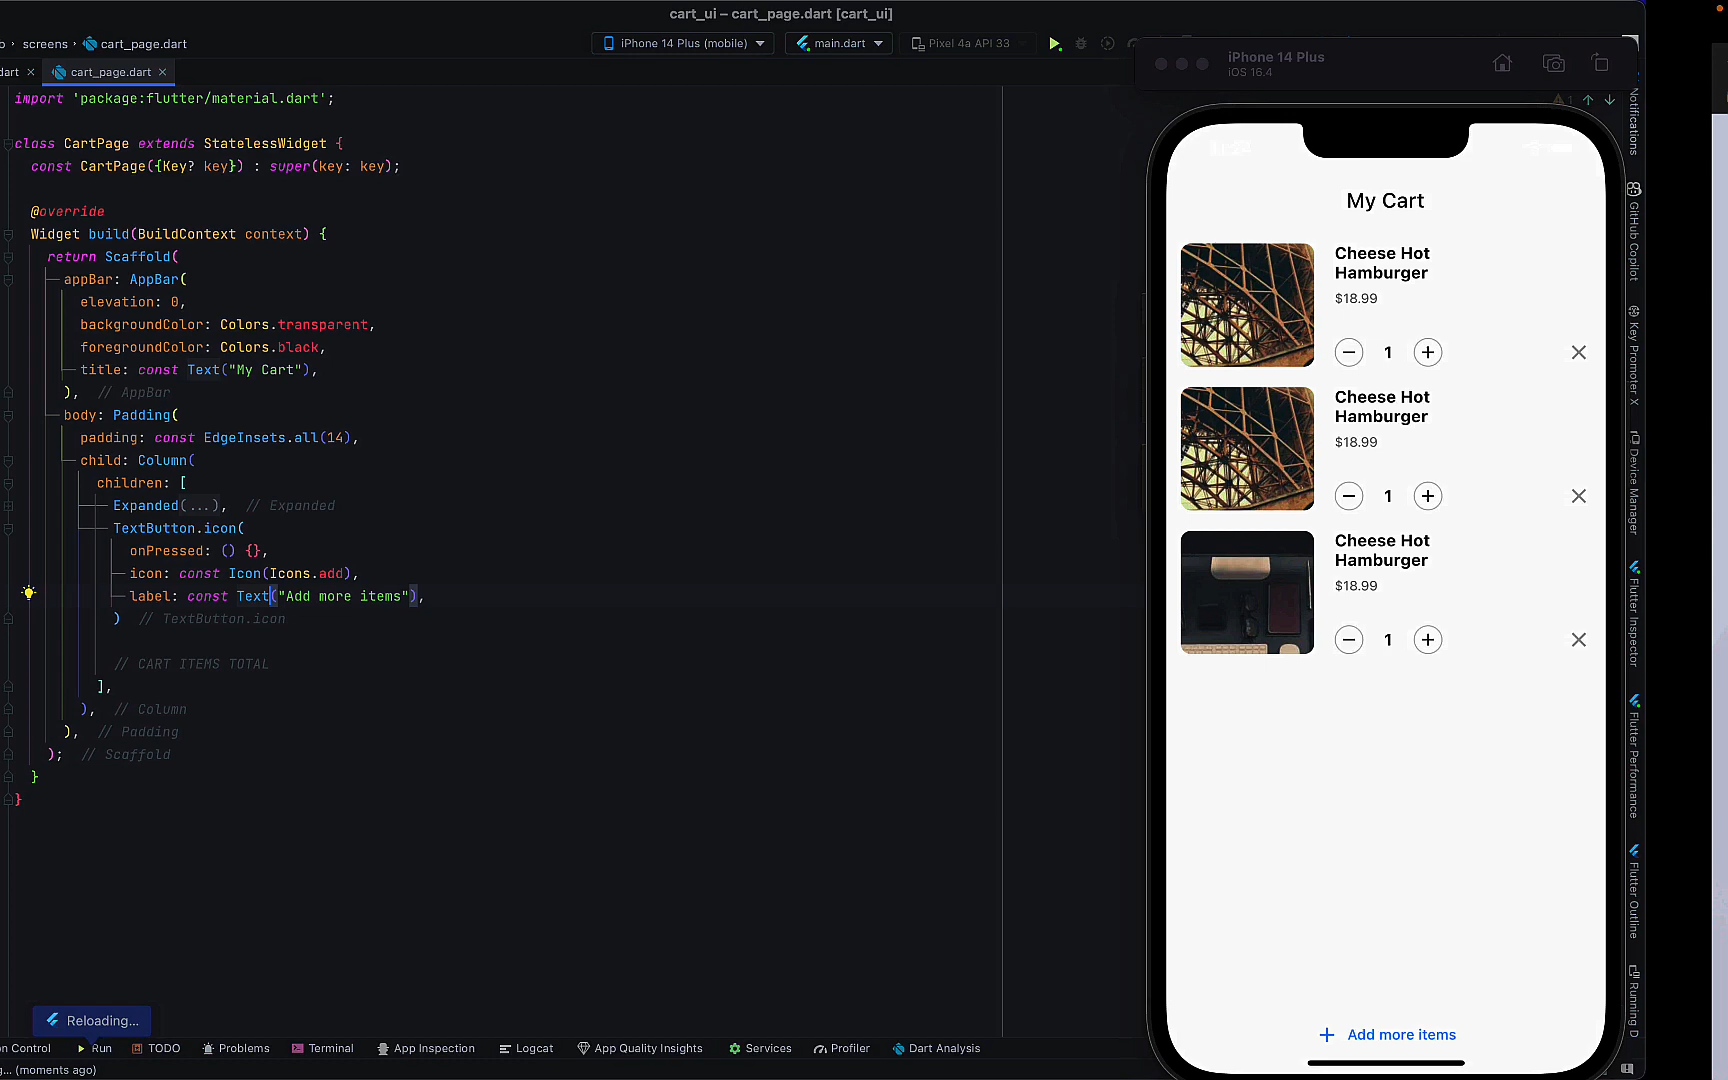 cart_ui – cart_page.dart [cart_ui]
screens › cart_page.dart
iPhone 14 Plus (mobile)
main.dart
Pixel 4a API 33
dart
cart_page.dart
iPhone 14 Plus
iOS 16.4
import 'package:flutter/material.dart';
class CartPage extends StatelessWidget {
const CartPage({Key? key}) : super(key: key);
@override
Widget build(BuildContext context) {
return Scaffold(
appBar: AppBar(
elevation: 0,
backgroundColor: Colors.transparent,
foregroundColor: Colors.black,
title: const Text("My Cart"),
), // AppBar
body: Padding(
padding: const EdgeInsets.all(14),
child: Column(
children: [
Expanded(...), // Expanded
TextButton.icon(
onPressed: () {},
icon: const Icon(Icons.add),
label: const Text("Add more items"),
) // TextButton.icon
// CART ITEMS TOTAL
],
), // Column
), // Padding
); // Scaffold
}
}
My Cart
Cheese Hot
Hamburger
$18.99
1
Cheese Hot
Hamburger
$18.99
1
Cheese Hot
Hamburger
$18.99
1
Add more items
Notifications
GitHub Copilot
Key Promoter X
Device Manager
Flutter Inspector
Flutter Performance
Flutter Outline
Running D
Reloading...
n Control
Run
TODO
Problems
Terminal
App Inspection
Logcat
App Quality Insights
Services
Profiler
Dart Analysis
... (moments ago)